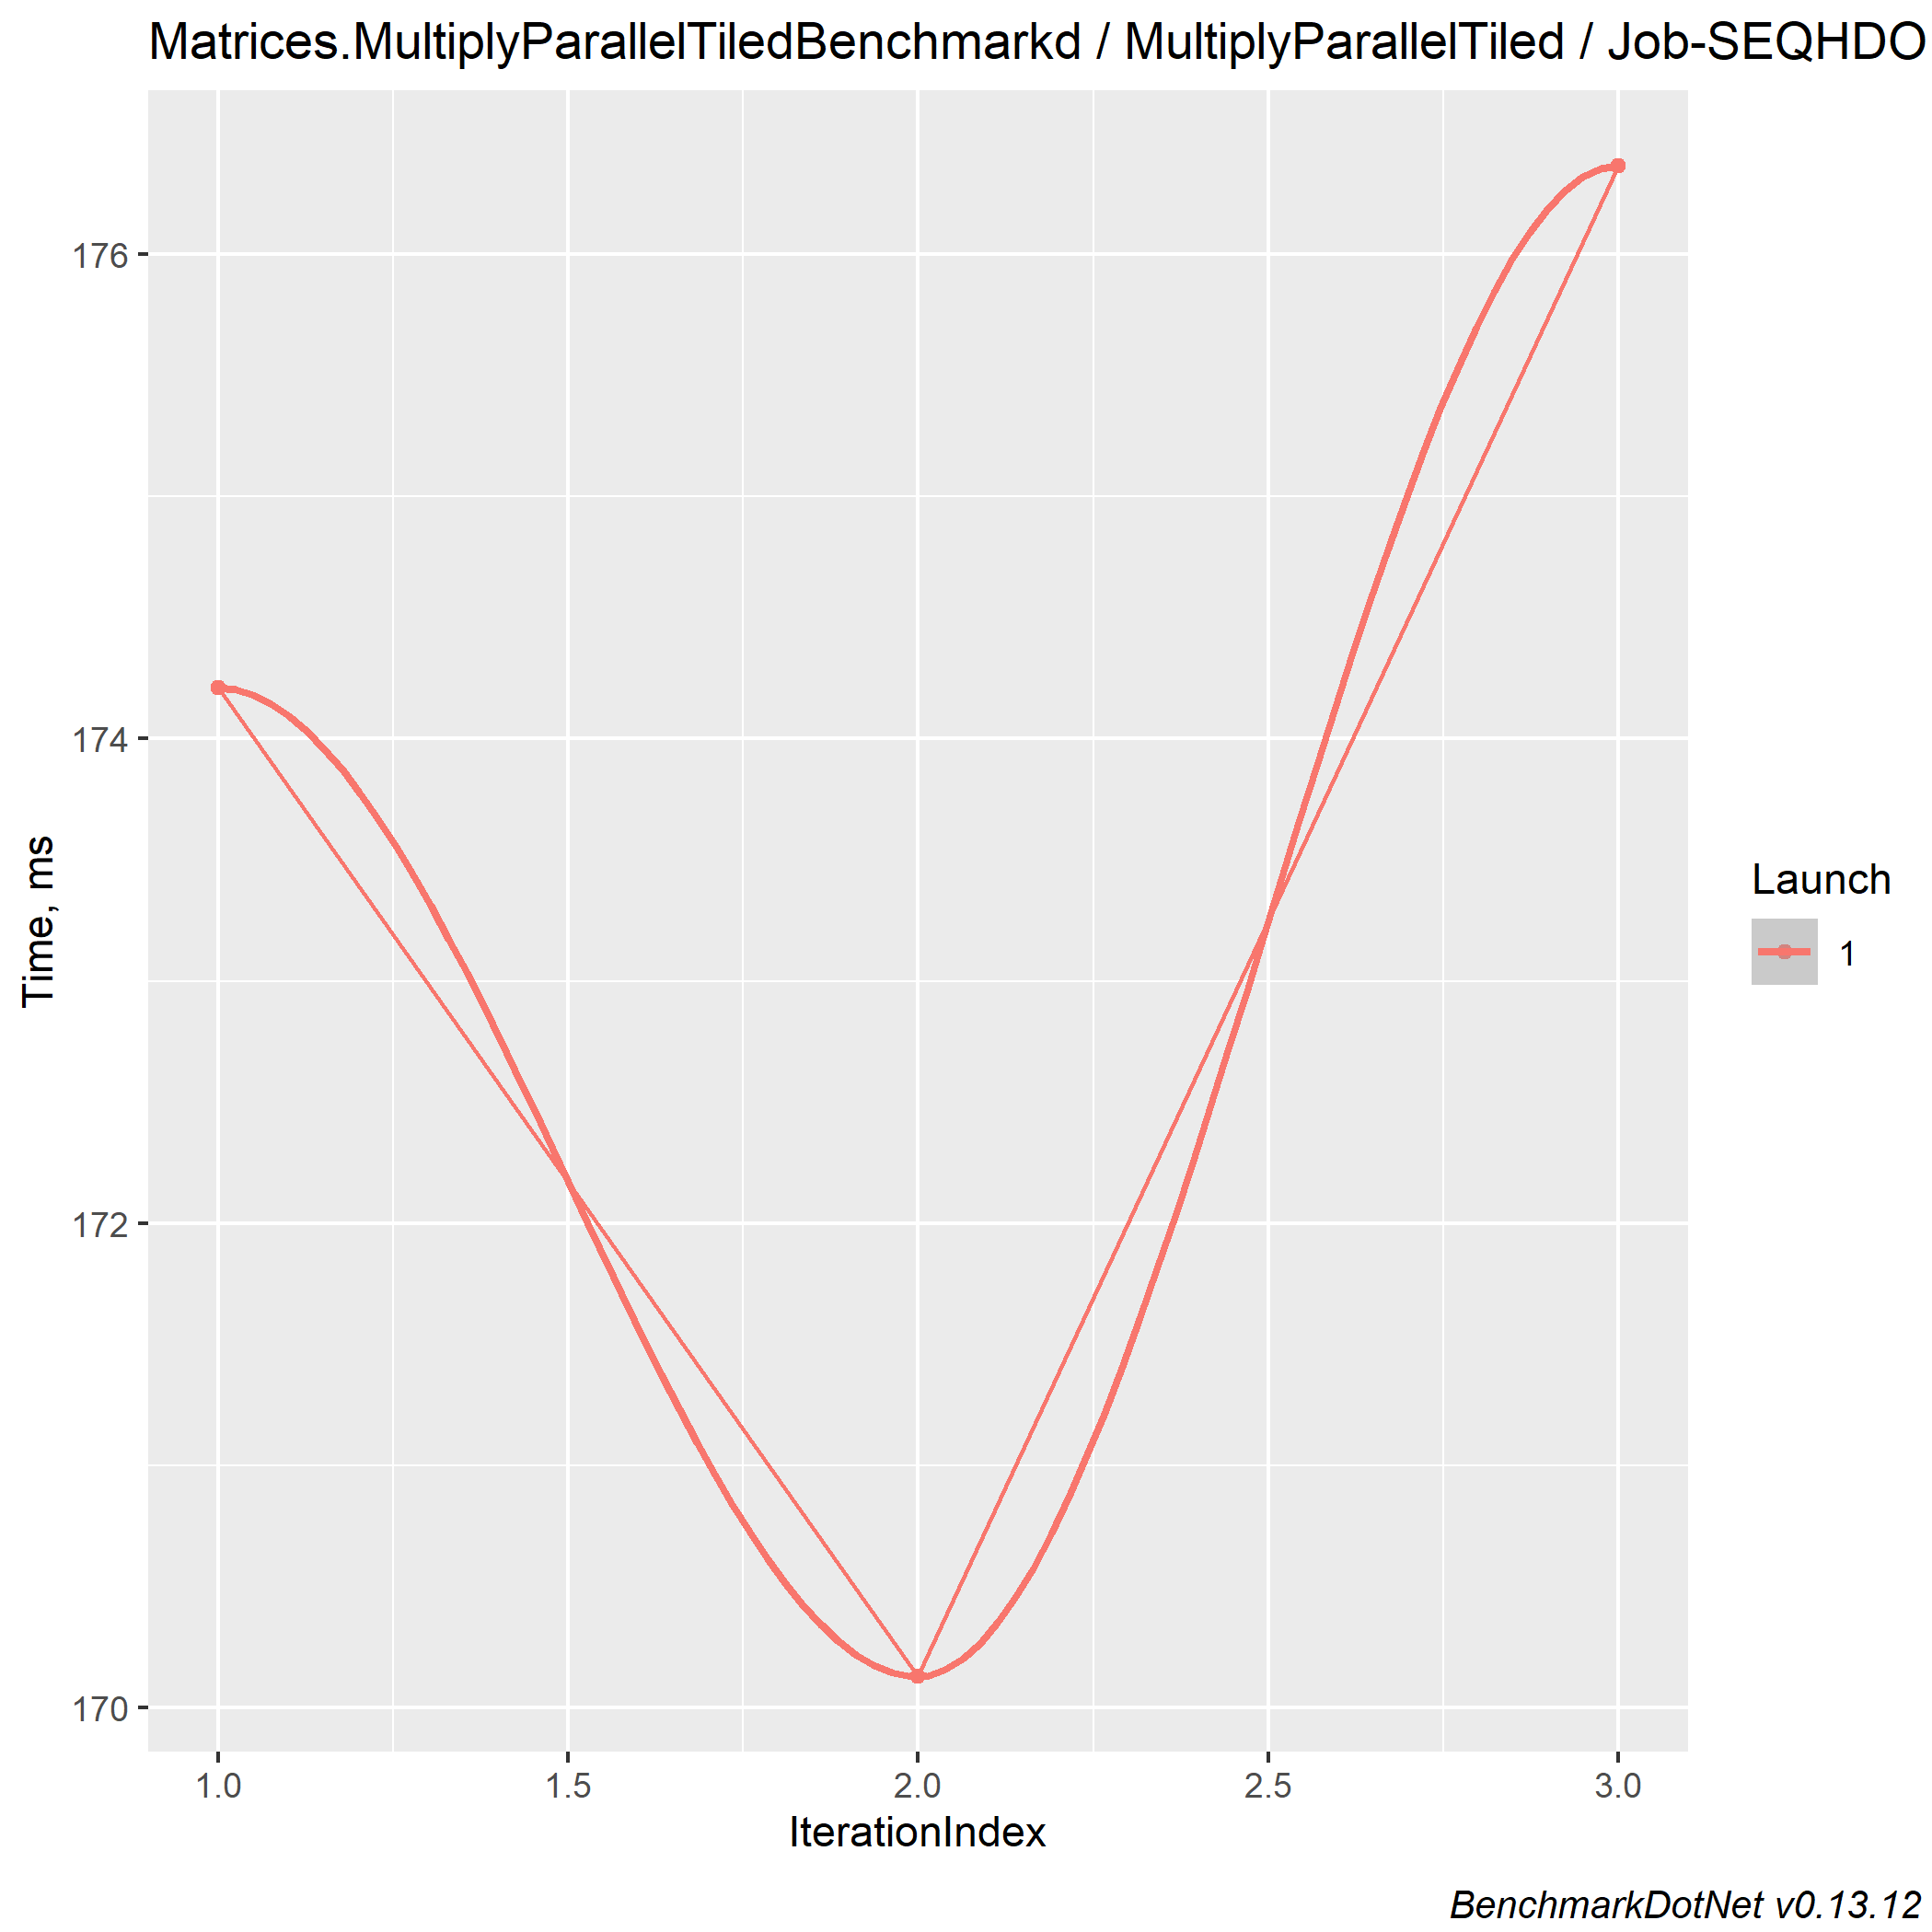 Matrices.MultiplyParallelTiledBenchmarkd / MultiplyParallelTiled / Job-SEQHDO
176
174
172
170
Time, ms
Launch
1
1.0 1.5 2.0 2.5 3.0
IterationIndex
BenchmarkDotNet v0.13.12